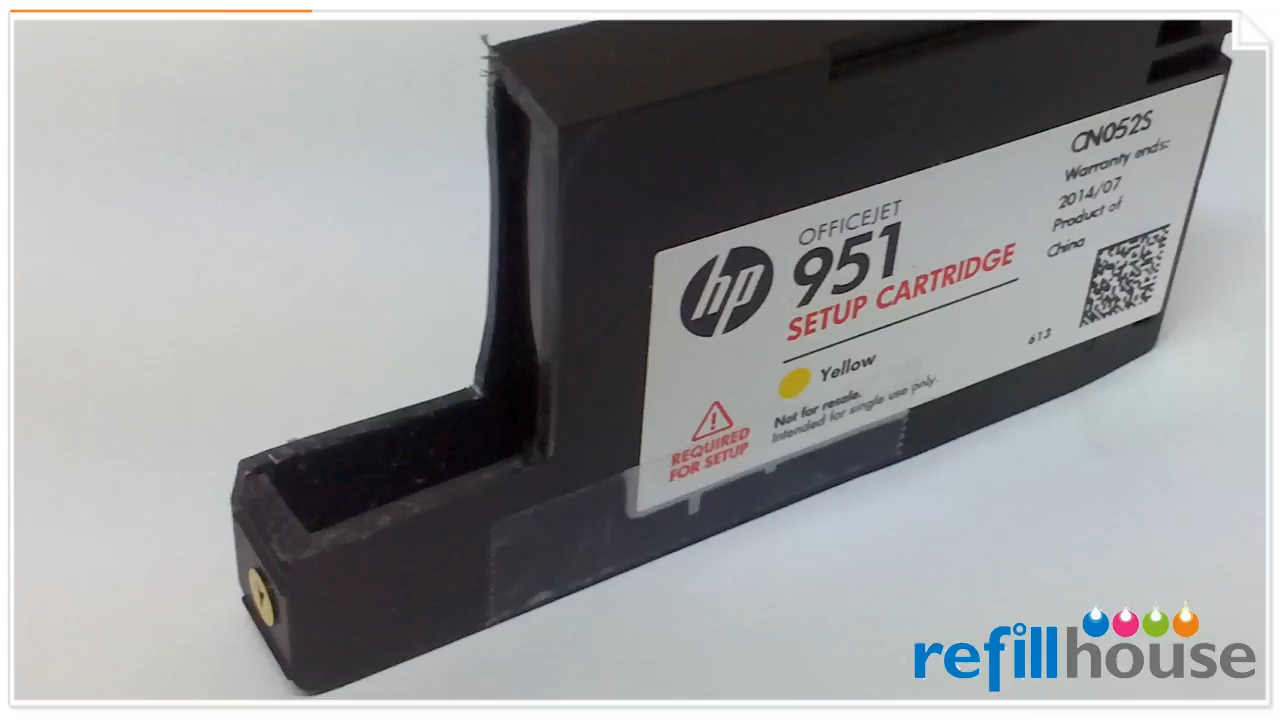 CN052S
Warranty ends:
2014/07
Product of
China
hp
OFFICEJET
951
SETUP CARTRIDGE
613
Yellow
Not for resale.
Intended for single use only.
REQUIRED
FOR SETUP
refillhouse